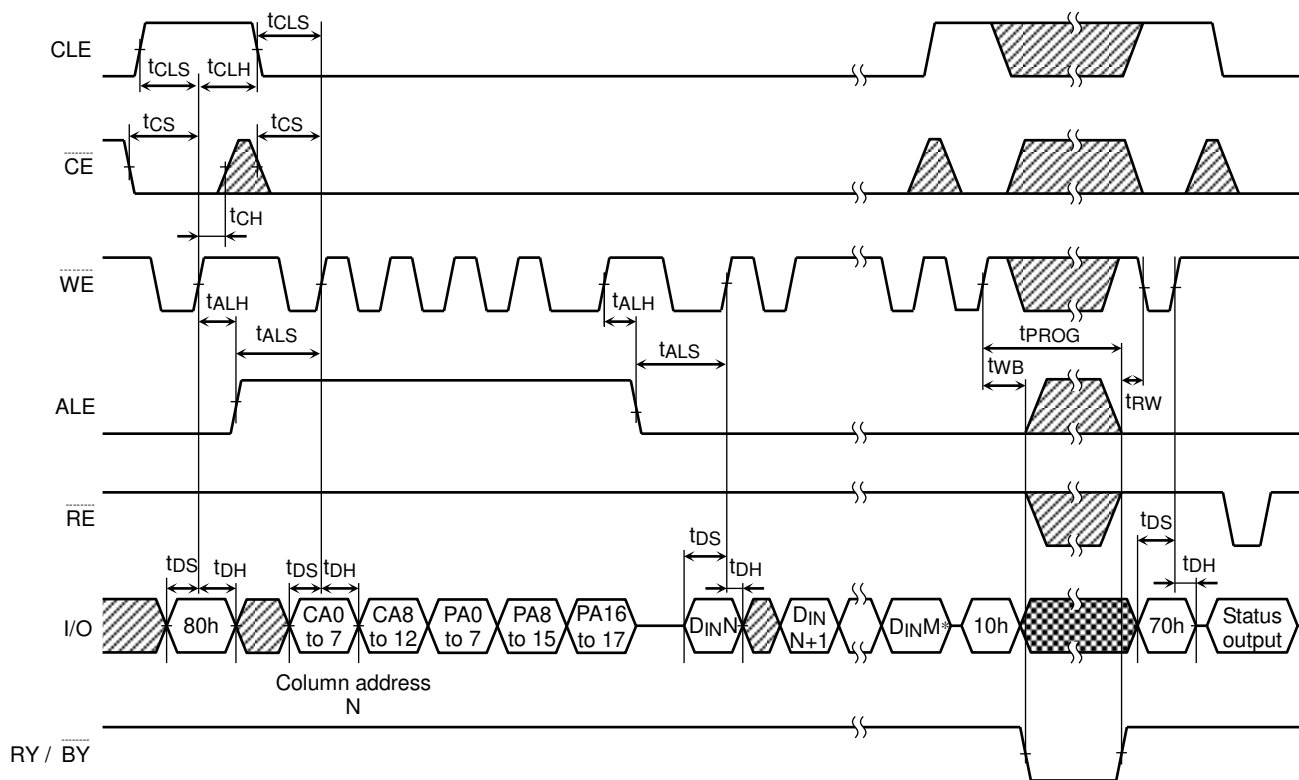 tCLS
CLE
tCLS tCLH
tCS tCS
CE
tCH
WE
tALH tALH
tALS tALS
tPROG
tWB
tRW
ALE
RE
tDS tDH tDS tDH tDS tDH tDS tDH
I/O
80h
CA0 to 7
CA8 to 12
PA0 to 7
PA8 to 15
PA16 to 17
DINN
DIN N+1
DINM*
10h
70h
Status output
Column address
N
RY / BY